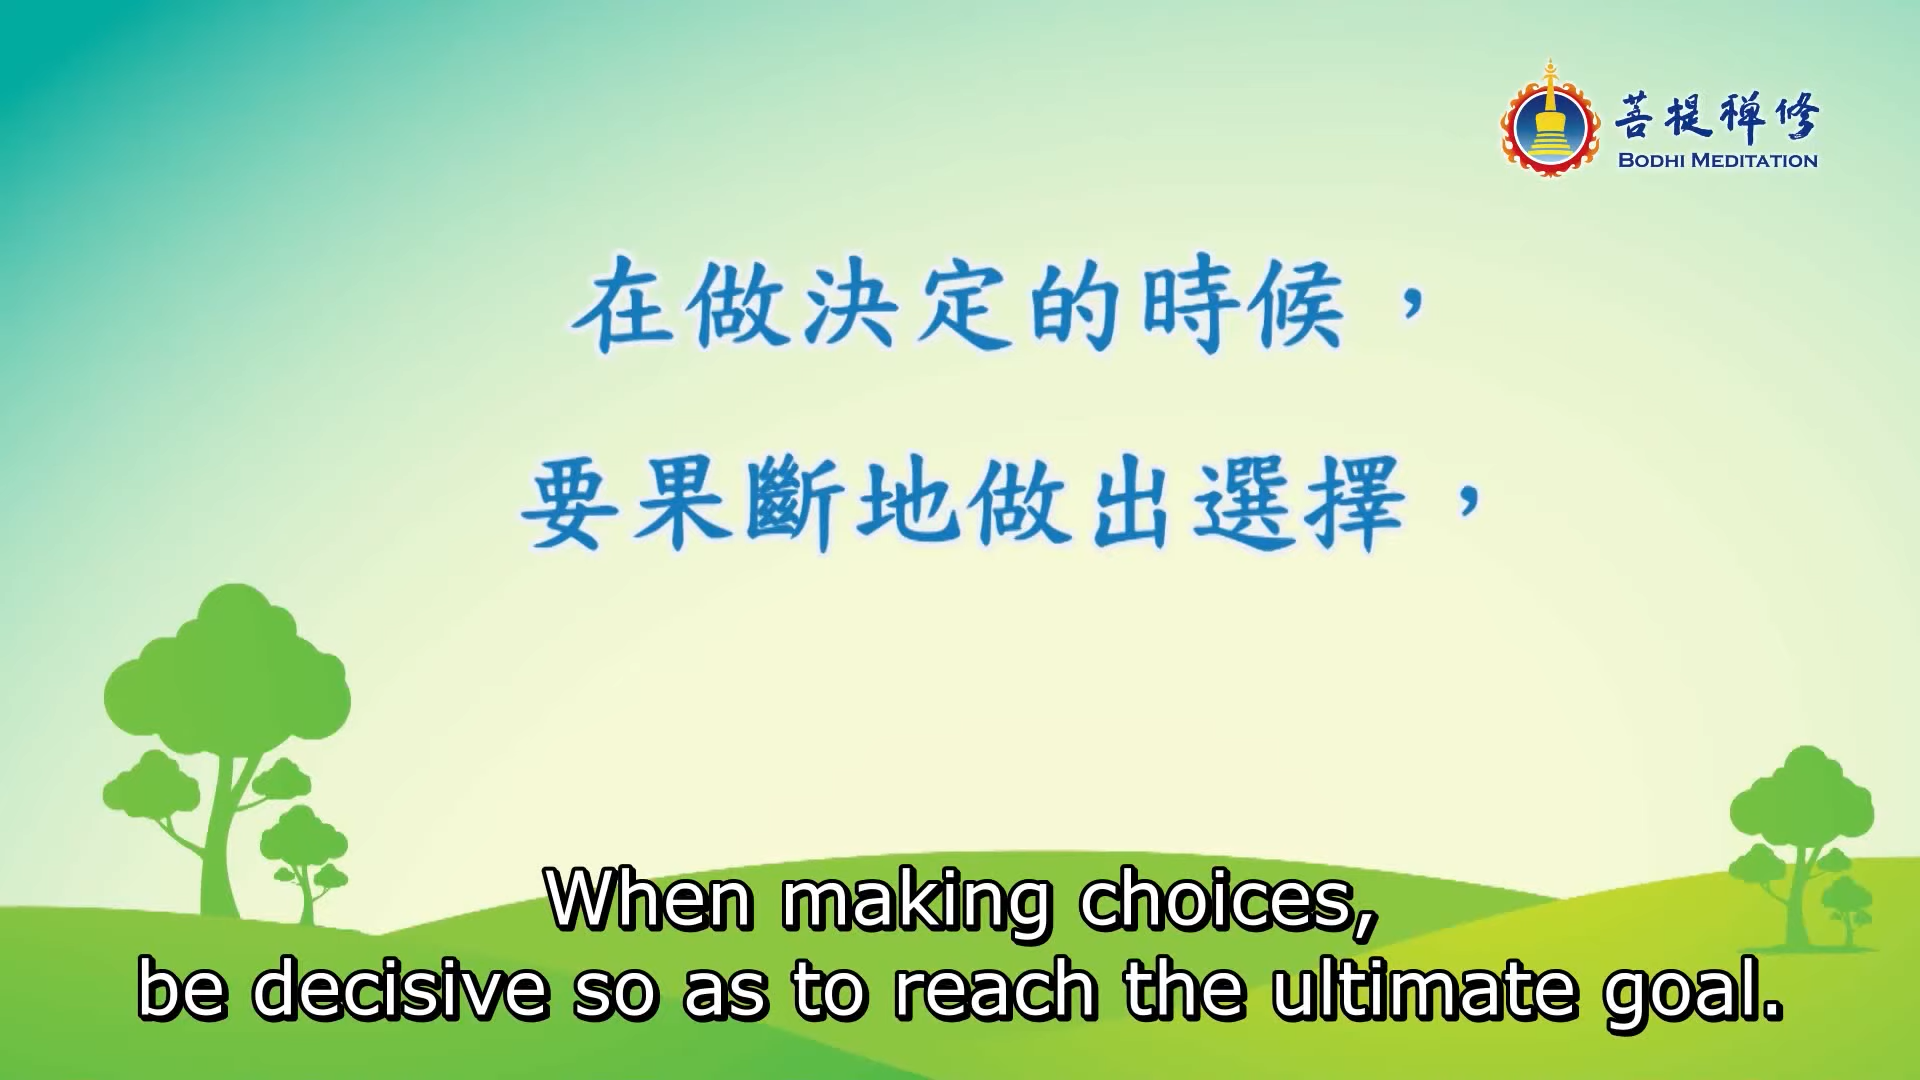 菩提禪修
BODHI MEDITATION
在做決定的時候，
要果斷地做出選擇，
When making choices,
be decisive so as to reach the ultimate goal.